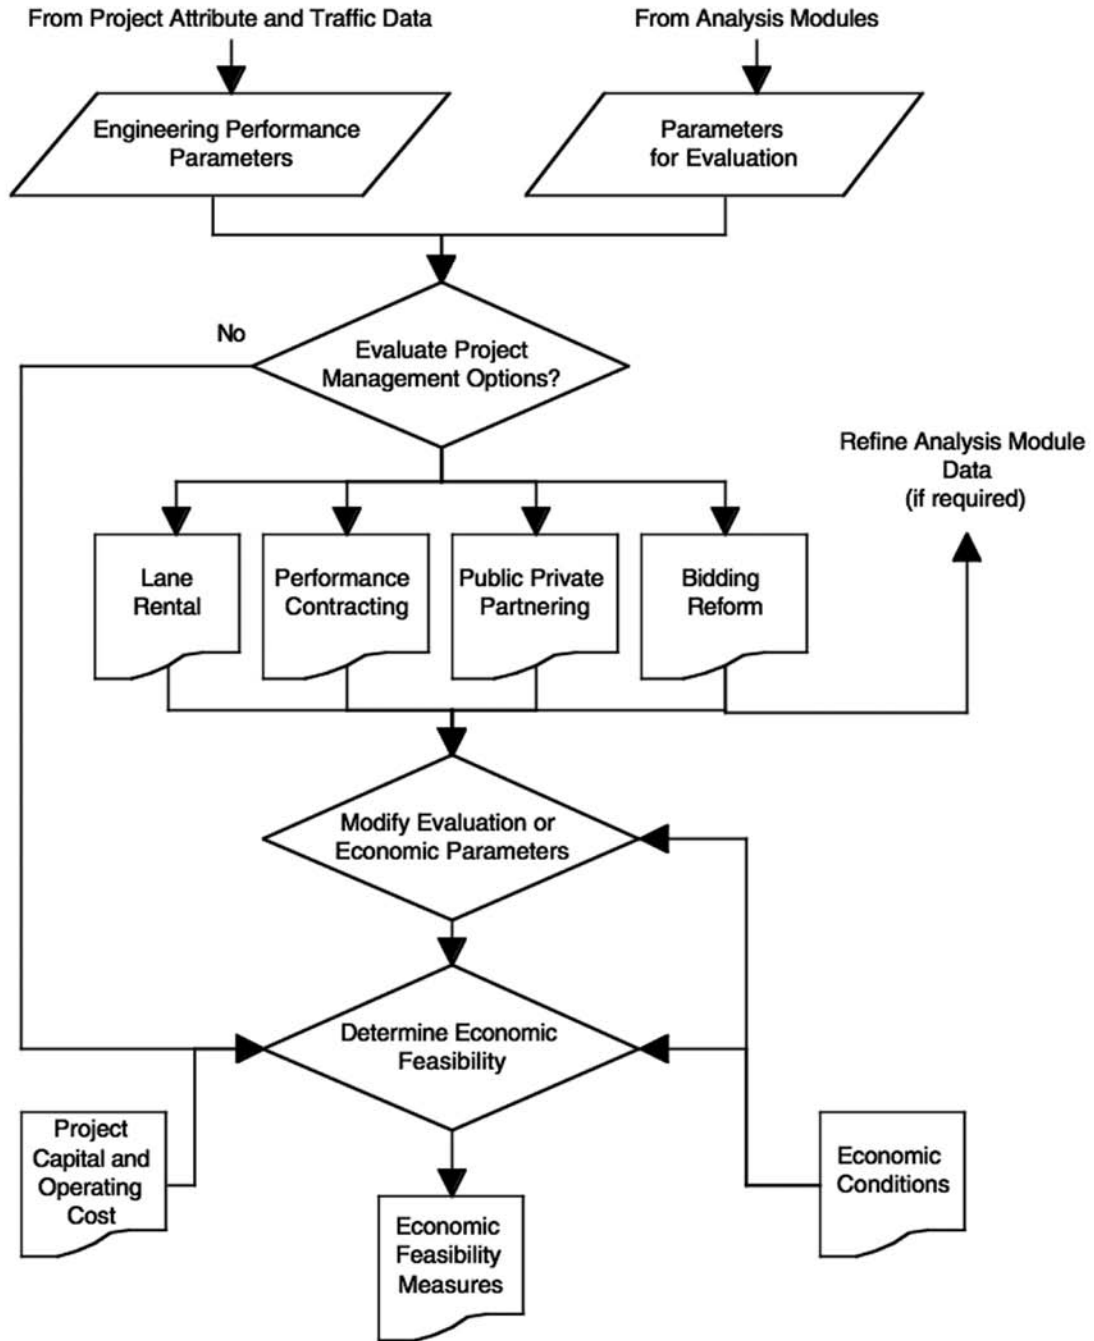 From Project Attribute and Traffic Data
From Analysis Modules
Engineering Performance
Parameters
Parameters
for Evaluation
No
Evaluate Project
Management Options?
Refine Analysis Module
Data
(if required)
Lane
Rental
Performance
Contracting
Public Private
Partnering
Bidding
Reform
Modify Evaluation or
Economic Parameters
Determine Economic
Feasibility
Project
Capital and
Operating
Cost
Economic
Conditions
Economic
Feasibility
Measures